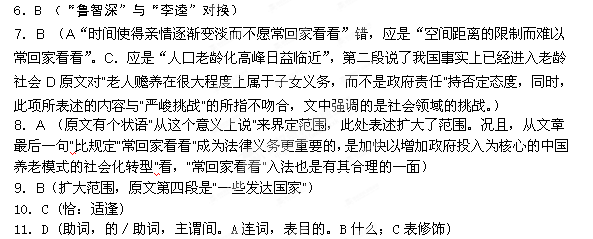 6. B (“鲁智深”与“李逵”对换)
7. B (A“时间使得亲情逐渐变淡而不愿常回家看看”错，应是“空间距离的限制而难以
常回家看看”。C．应是“人口老龄化高峰日益临近”，第二段说了我国事实上已经进入老龄
社会 D 原文对“老人赡养在很大程度上属于子女义务，而不是政府责任”持否定态度，同时，
此项所表述的内容与“严峻挑战”的所指不吻合，文中强调的是社会领域的挑战。)
8. A (原文有个状语“从这个意义上说”来界定范围，此处表述扩大了范围。况且，从文章
最后一句“比规定“常回家看看”成为法律义务更重要的，是加快以增加政府投入为核心的中国
养老模式的社会化转型”看，“常回家看看”入法也是有其合理的一面)
9. B(扩大范围，原文第四段是“一些发达国家”)
10. C (恰：适逢)
11. D (助词，的／助词，主谓间。A 连词，表目的。B 什么；C 表修饰)